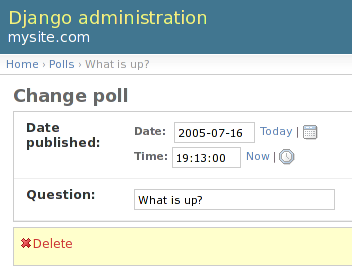 Django administration
mysite.com
Home › Polls › What is up?
Change poll
Date published:
Date: 2005-07-16 Today |
Time: 19:13:00 Now |
Question: What is up?
Delete